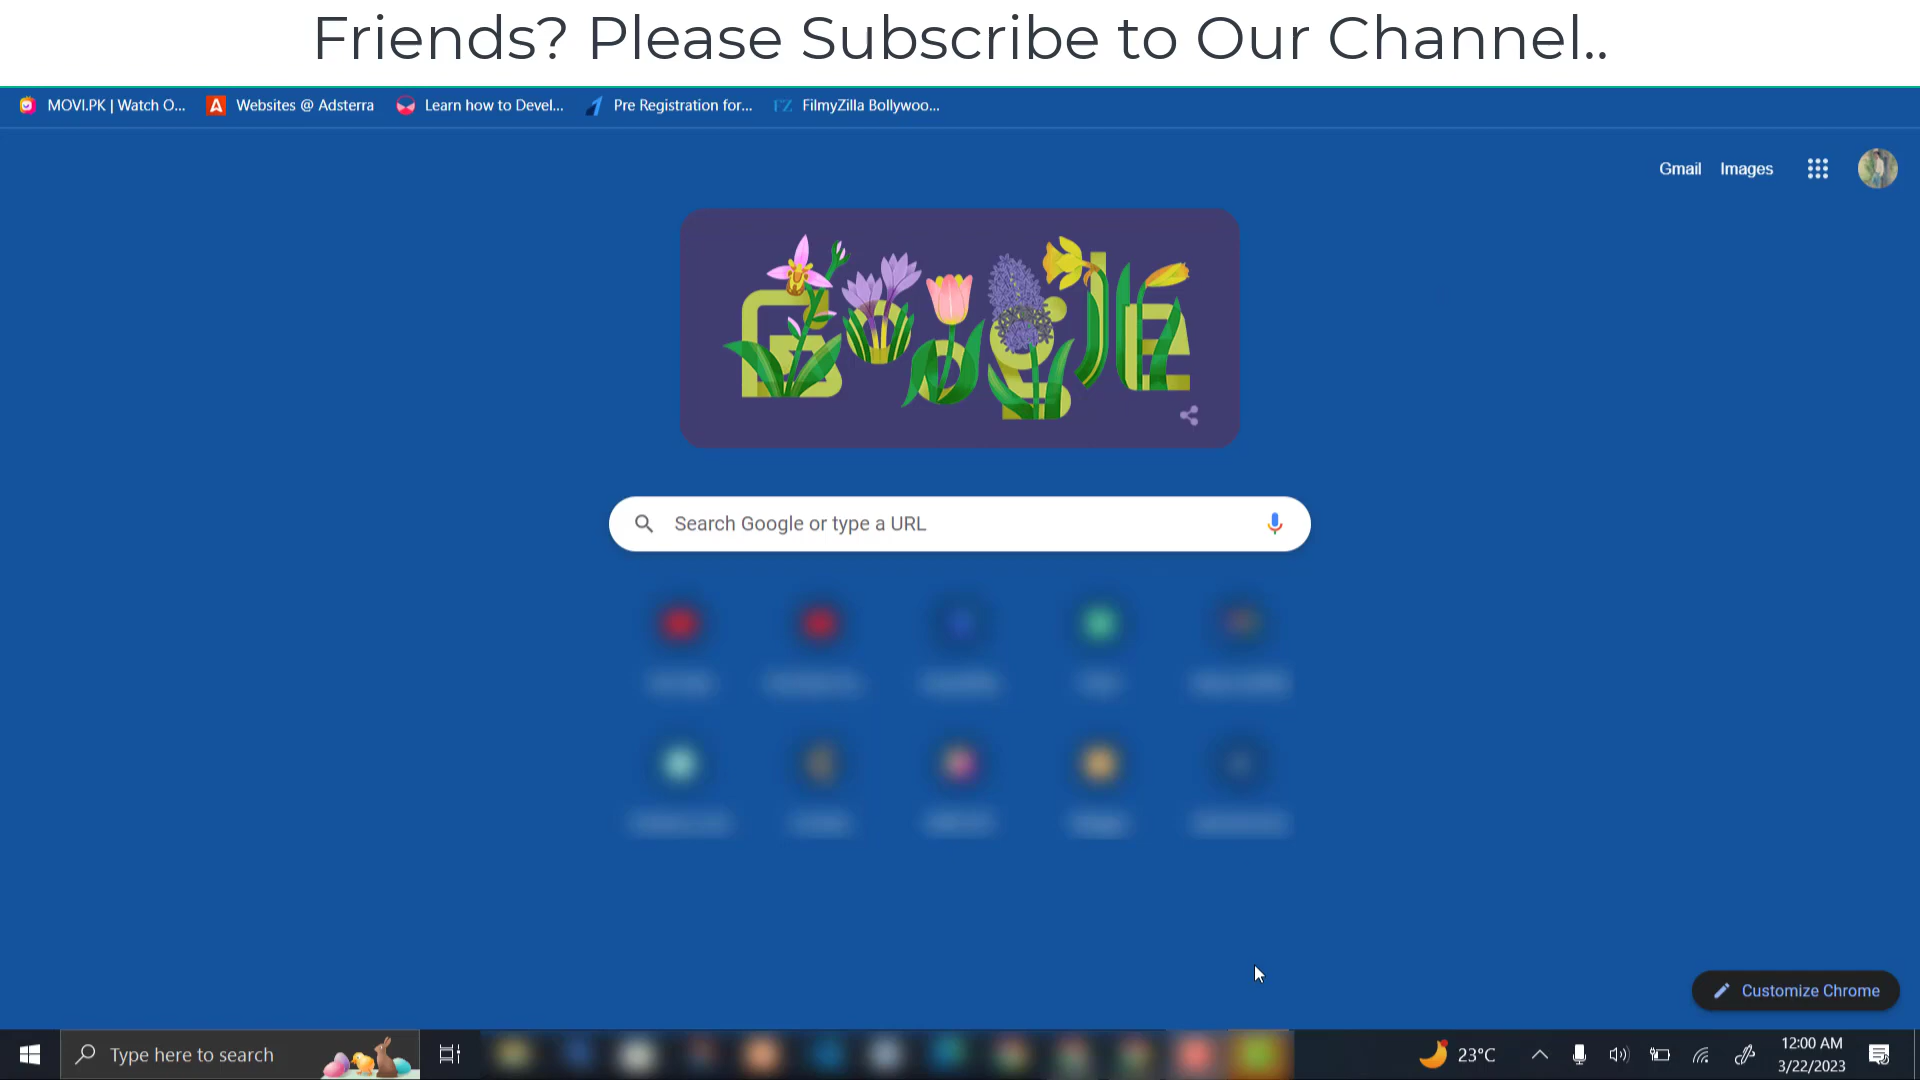 Friends? Please Subscribe to Our Channel..
MOVI.PK | Watch O...
Websites @ Adsterra
Learn how to Devel...
Pre Registration for...
FilmyZilla Bollywoo...
Gmail
Images
Search Google or type a URL
Customize Chrome
Type here to search
23°C
12:00 AM
3/22/2023